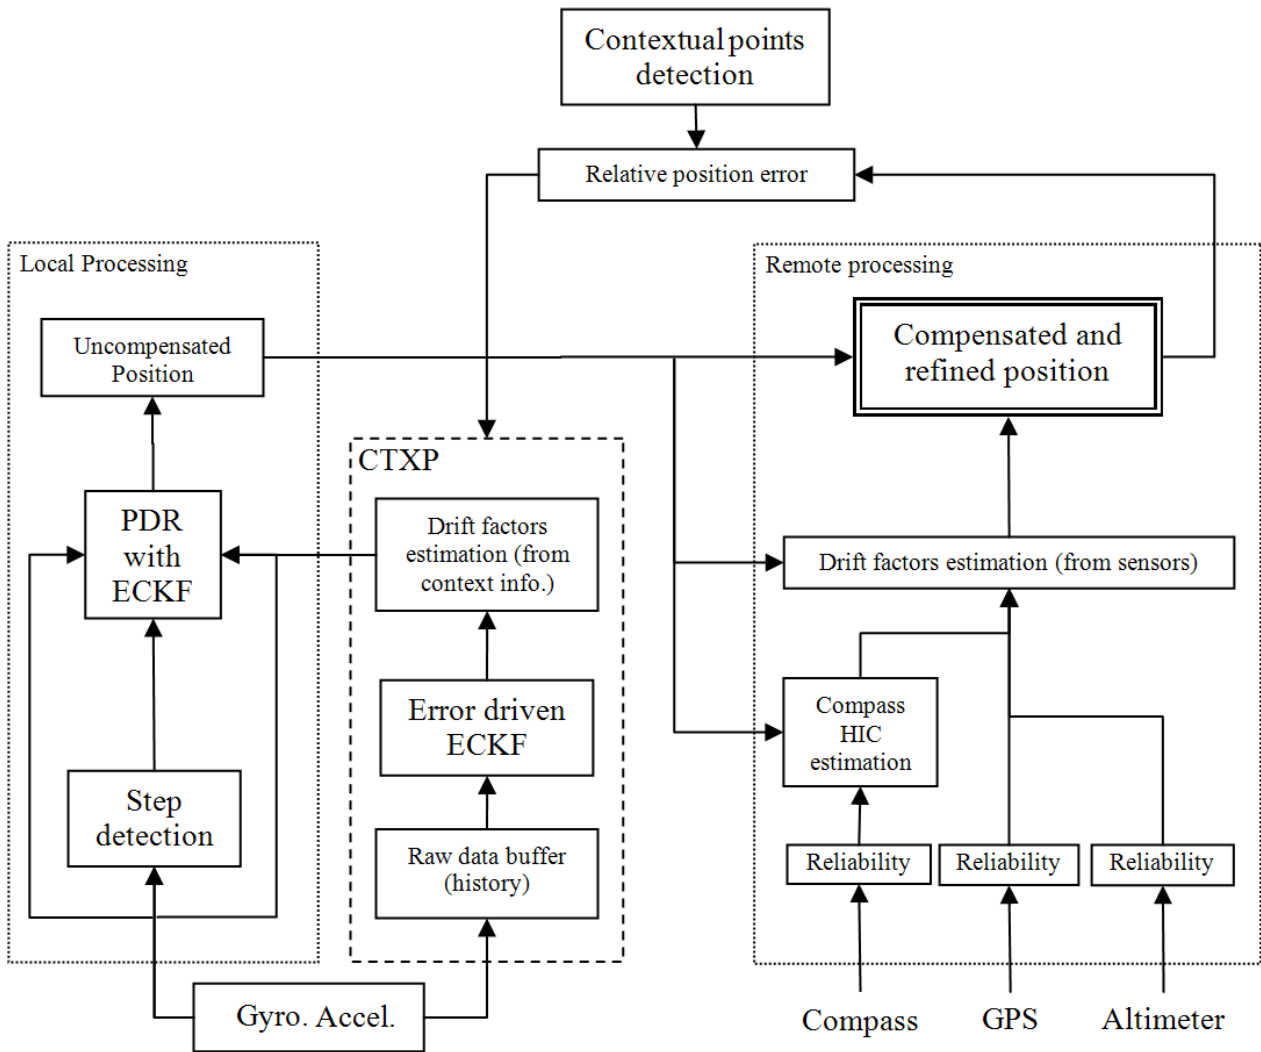 Contextual points
detection
Relative position error
Local Processing
Uncompensated
Position
PDR
with
ECKF
Step
detection
CTXP
Drift factors
estimation (from
context info.)
Error driven
ECKF
Raw data buffer
(history)
Gyro. Accel.
Remote processing
Compensated and
refined position
Drift factors estimation (from sensors)
Compass
HIC
estimation
Reliability
Reliability
Reliability
Compass
GPS
Altimeter